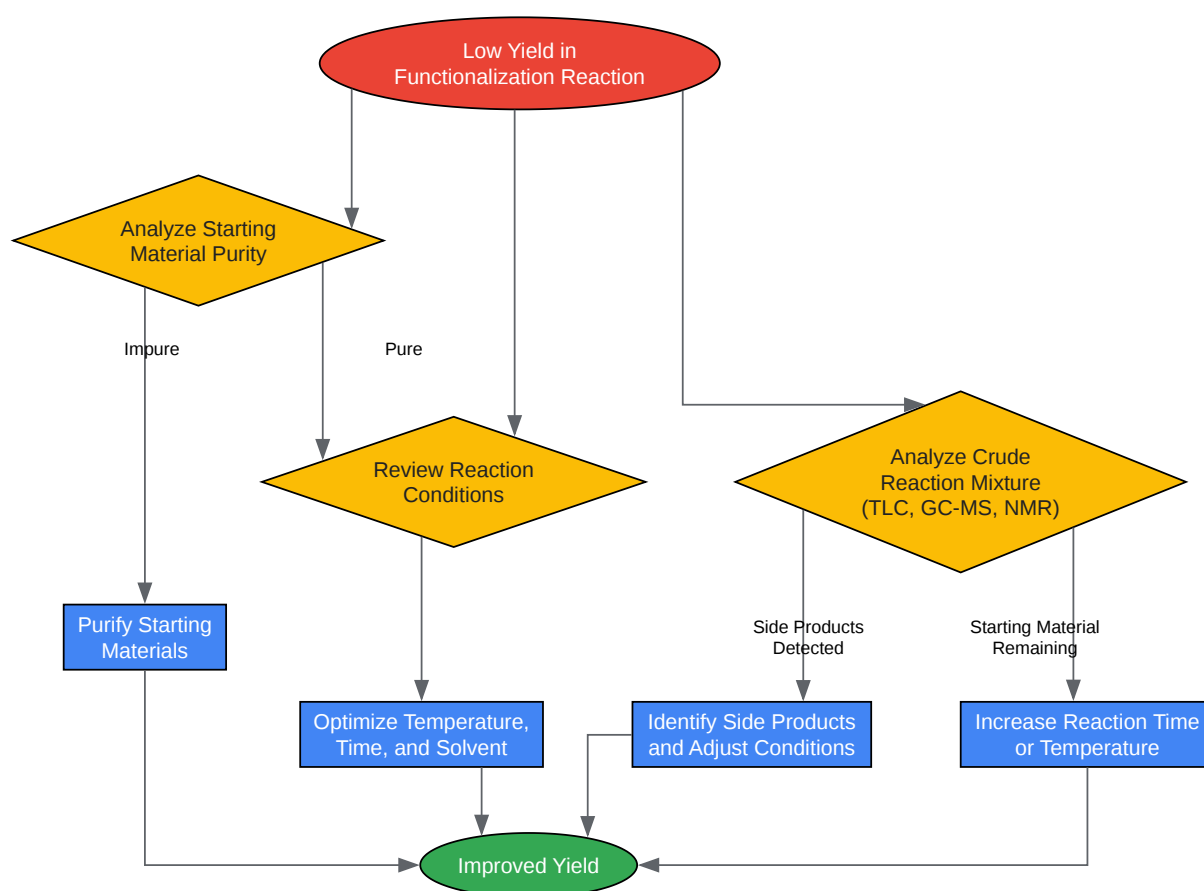 Low Yield in
Functionalization Reaction
Analyze Starting
Material Purity
Impure
Pure
Review Reaction
Conditions
Analyze Crude
Reaction Mixture
(TLC, GC-MS, NMR)
Purify Starting
Materials
Side Products
Detected
Starting Material
Remaining
Optimize Temperature,
Time, and Solvent
Identify Side Products
and Adjust Conditions
Increase Reaction Time
or Temperature
Improved Yield